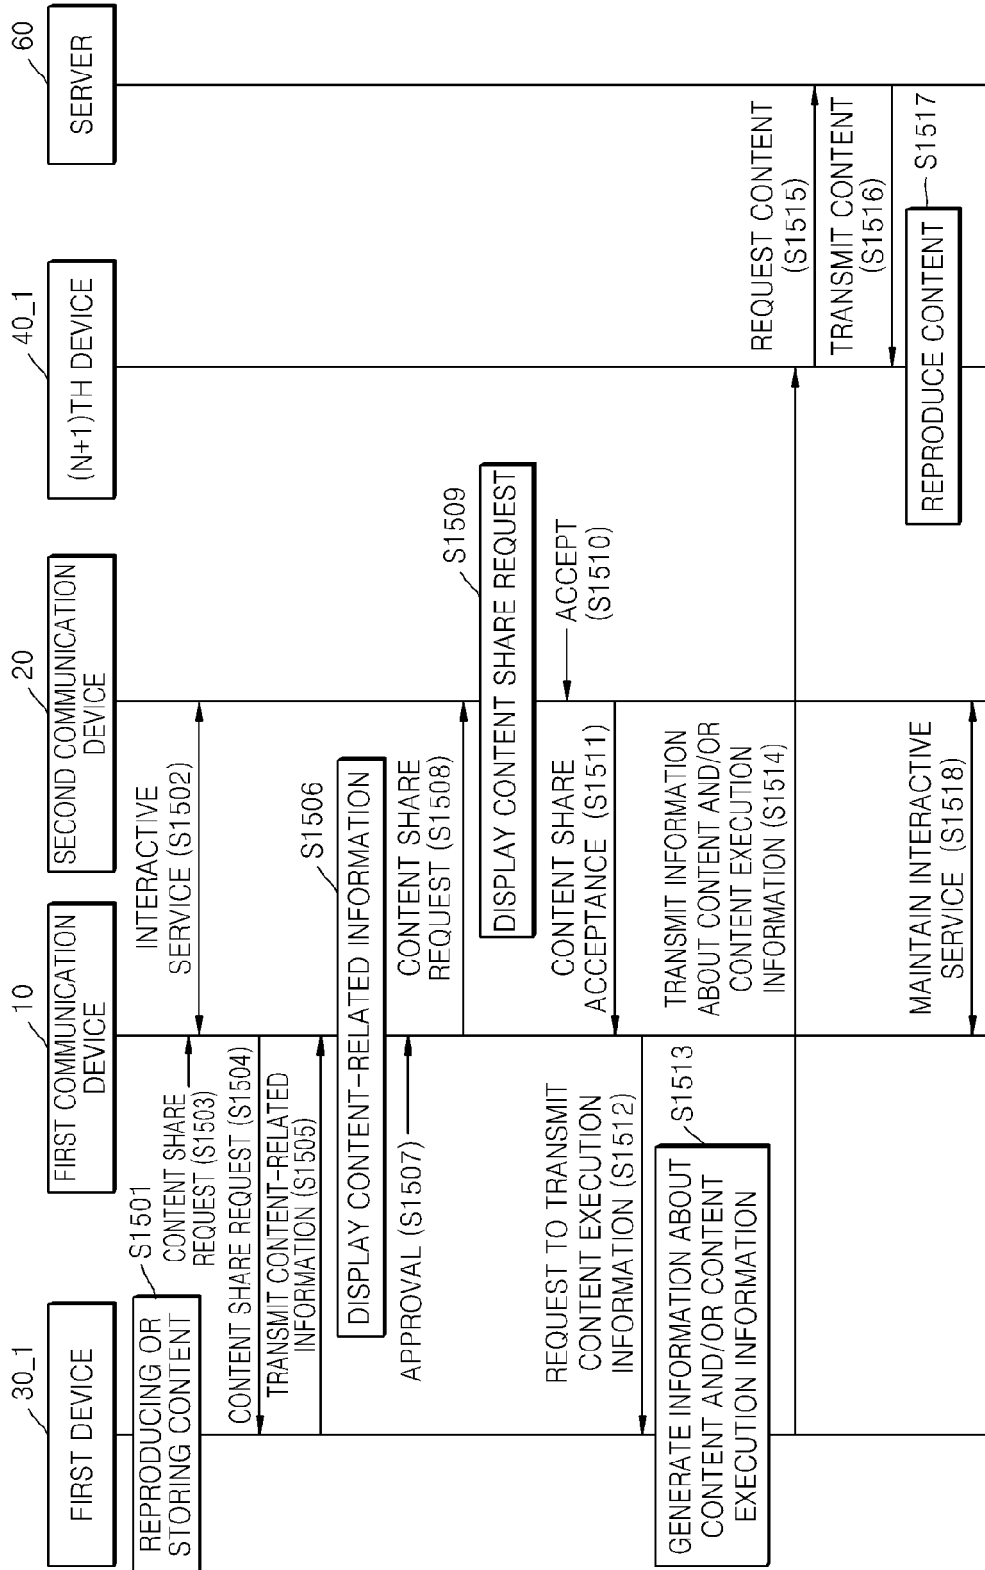 30_1
FIRST DEVICE
10
FIRST COMMUNICATION
DEVICE
20
SECOND COMMUNICATION
DEVICE
40_1
(N+1)TH DEVICE
60
SERVER
S1501
REPRODUCING OR
STORING CONTENT
INTERACTIVE
SERVICE (S1502)
CONTENT SHARE
REQUEST (S1503)
CONTENT SHARE REQUEST (S1504)
TRANSMIT CONTENT-RELATED
INFORMATION (S1505)
S1506
DISPLAY CONTENT-RELATED INFORMATION
APPROVAL (S1507)
CONTENT SHARE
REQUEST (S1508)
S1509
DISPLAY CONTENT SHARE REQUEST
ACCEPT
(S1510)
CONTENT SHARE
ACCEPTANCE (S1511)
REQUEST TO TRANSMIT
CONTENT EXECUTION
INFORMATION (S1512)
S1513
GENERATE INFORMATION ABOUT
CONTENT AND/OR CONTENT
EXECUTION INFORMATION
TRANSMIT INFORMATION
ABOUT CONTENT AND/OR
CONTENT EXECUTION
INFORMATION (S1514)
REQUEST CONTENT
(S1515)
TRANSMIT CONTENT
(S1516)
S1517
REPRODUCE CONTENT
MAINTAIN INTERACTIVE
SERVICE (S1518)